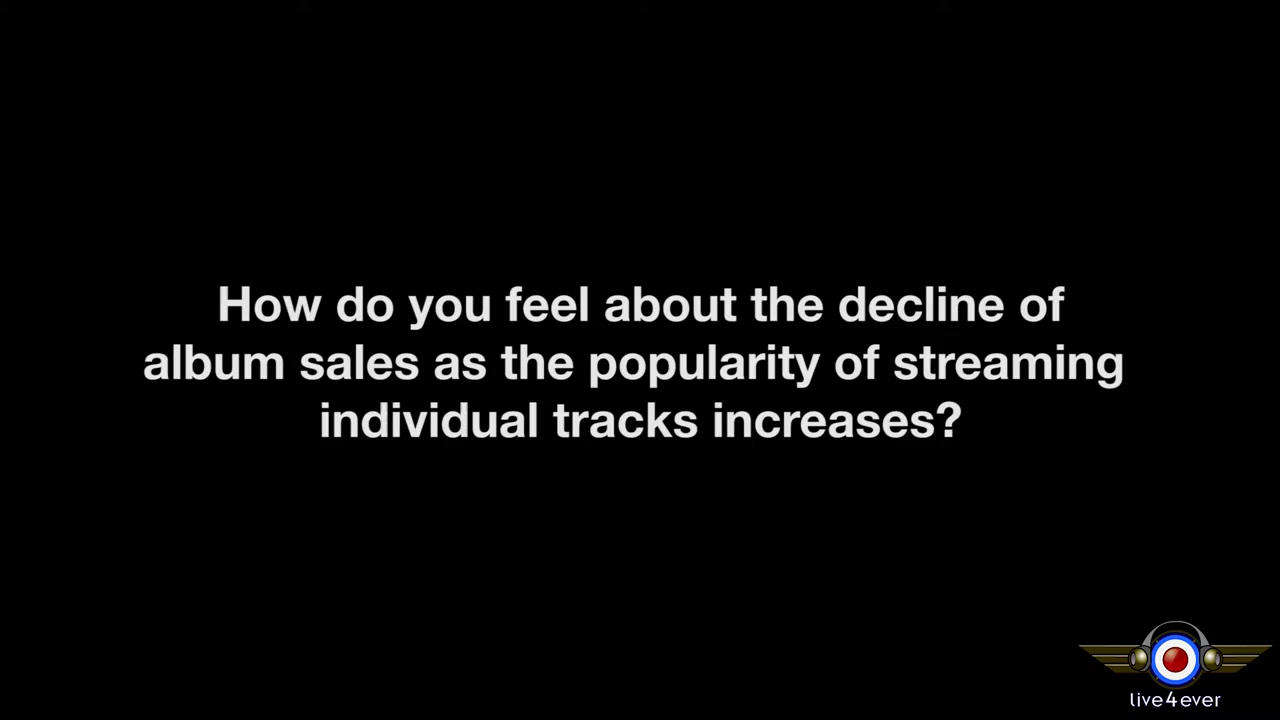 How do you feel about the decline of
album sales as the popularity of streaming
individual tracks increases?
live4ever